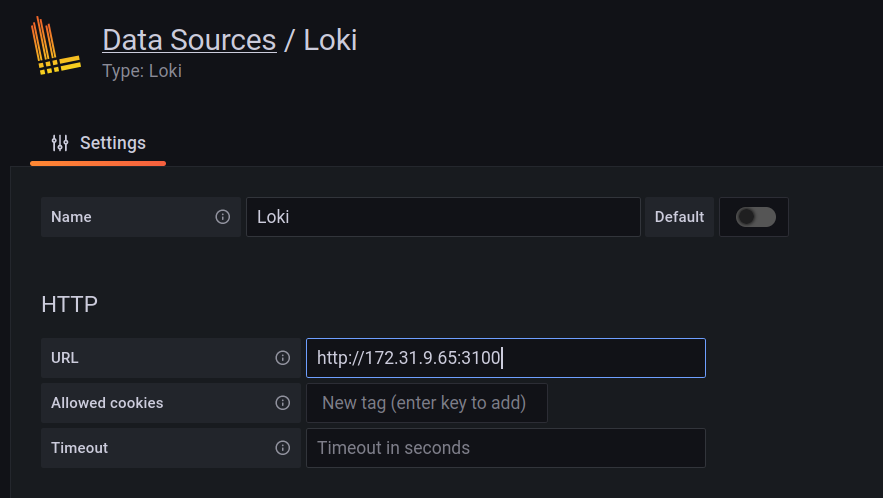 Data Sources / Loki
Type: Loki
Settings
Name Loki Default
HTTP
URL http://172.31.9.65:3100
Allowed cookies New tag (enter key to add)
Timeout Timeout in seconds